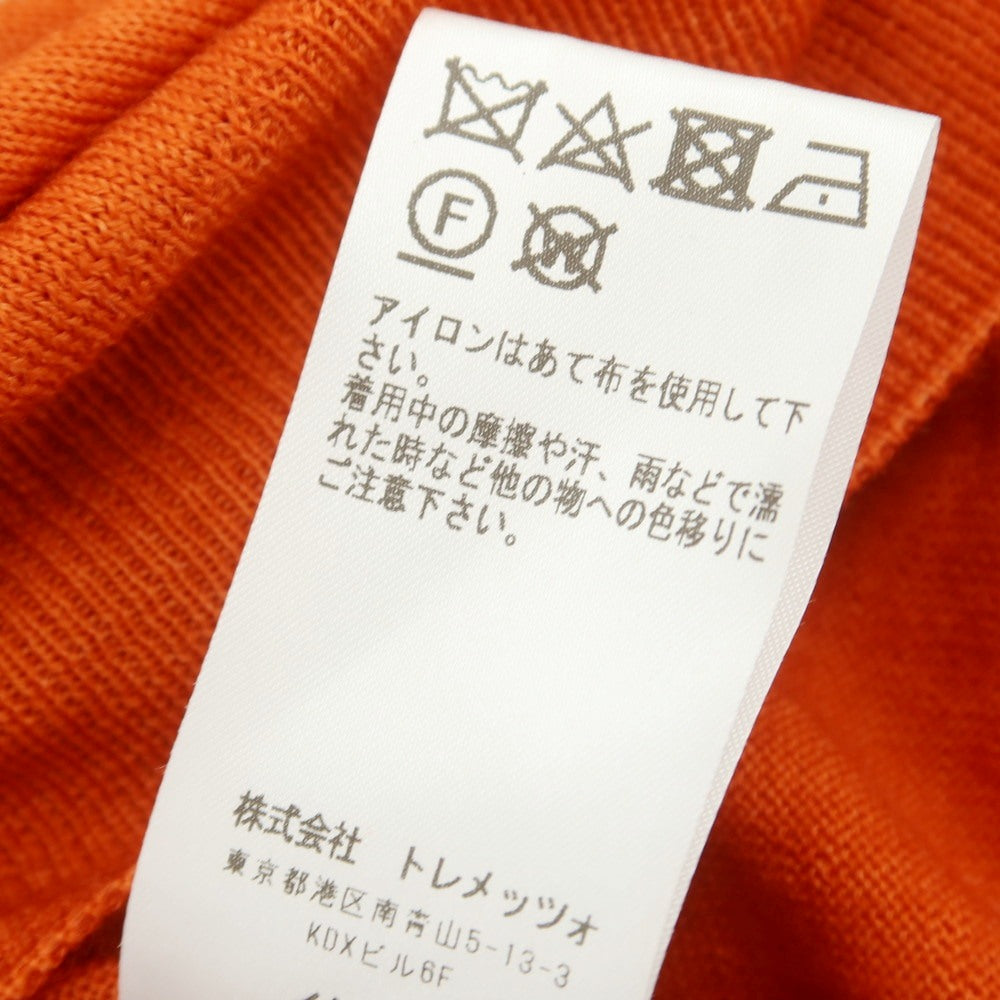 F
W
アイロンはあて布を使用して下
さい。
着用中の摩擦や汗、雨などで濡
れた時など他の物への色移りに
ご注意下さい。
株式会社 トレメッツォ
東京都港区南青山5-13-3
KDXビル6F